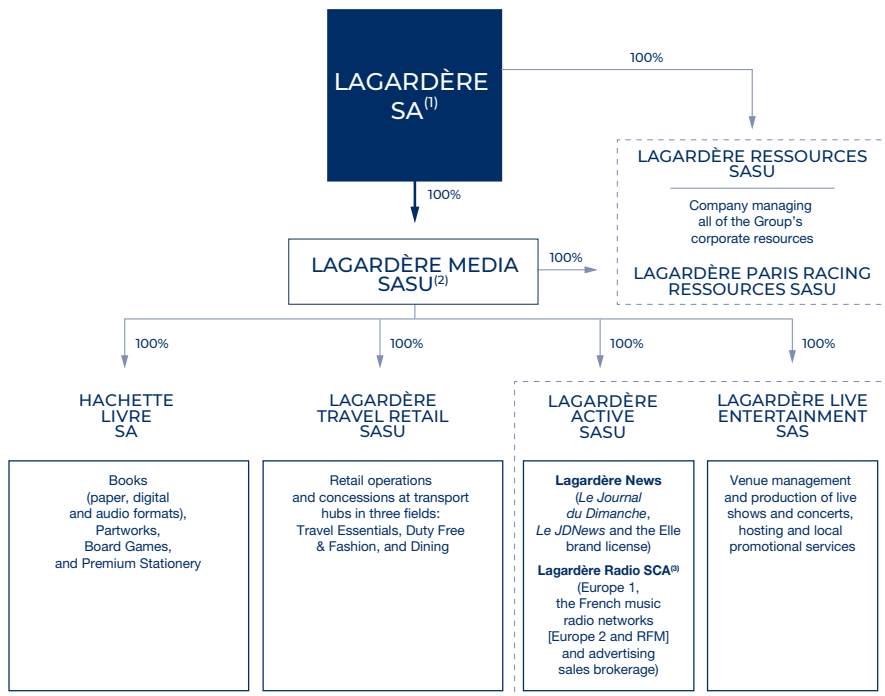 LAGARDÈRE
SA(1)
100%
100%
LAGARDÈRE RESSOURCES
SASU
Company managing
all of the Group's
corporate resources
LAGARDÈRE PARIS RACING
RESSOURCES SASU
LAGARDÈRE MEDIA
SASU(2)
100%
100%
100%
100%
100%
HACHETTE
LIVRE
SA
Books
(paper, digital
and audio formats),
Partworks,
Board Games,
and Premium Stationery
LAGARDÈRE
TRAVEL RETAIL
SASU
Retail operations
and concessions at transport
hubs in three fields:
Travel Essentials, Duty Free
& Fashion, and Dining
LAGARDÈRE
ACTIVE
SASU
Lagardère News
(Le Journal
du Dimanche,
Le JDNews and the Elle
brand license)
Lagardère Radio SCA(3)
(Europe 1,
the French music
radio networks
[Europe 2 and RFM]
and advertising
sales brokerage)
LAGARDÈRE LIVE
ENTERTAINMENT
SAS
Venue management
and production of live
shows and concerts,
hosting and local
promotional services